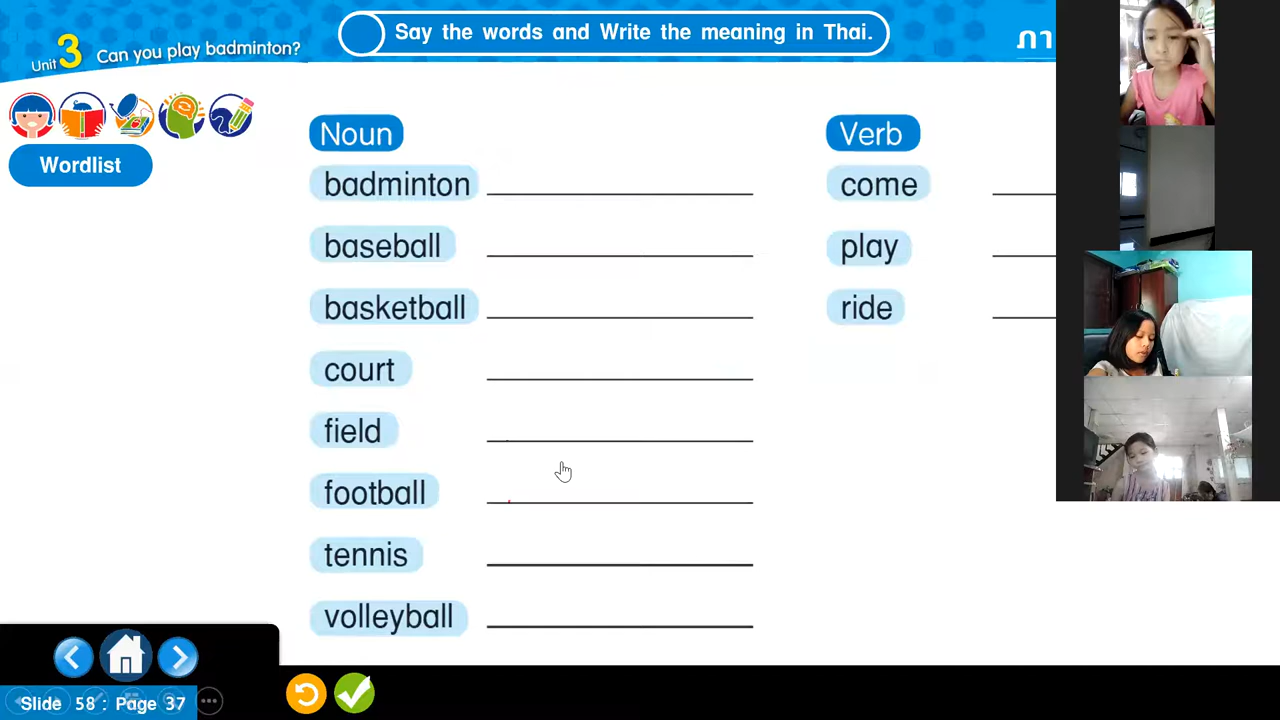 Unit 3 Can you play badminton?
Say the words and Write the meaning in Thai.
ภา
Wordlist
Noun
badminton
baseball
basketball
court
field
football
tennis
volleyball
Verb
come
play
ride
Slide 58 : Page 37